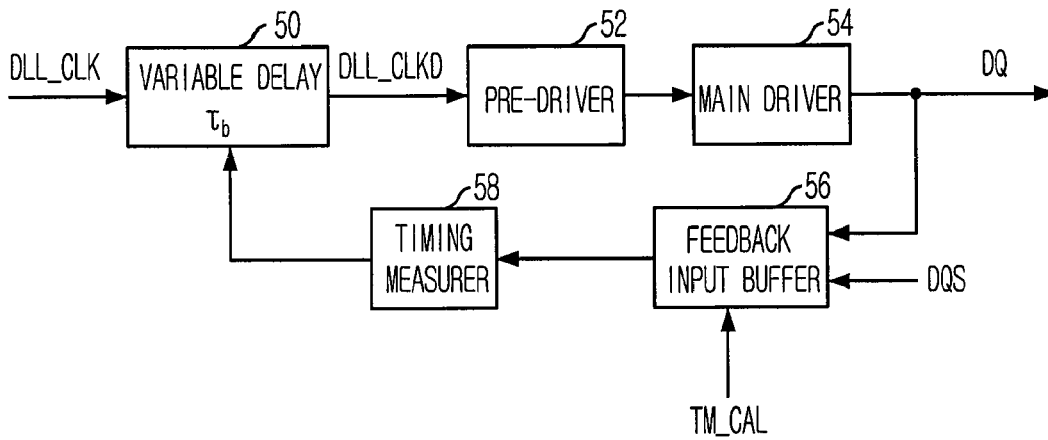 50
52
54
DLL_CLK
VARIABLE DELAY
τb
DLL_CLKD
PRE-DRIVER
MAIN DRIVER
DQ
58
TIMING
MEASURER
56
FEEDBACK
INPUT BUFFER
DQS
TM_CAL